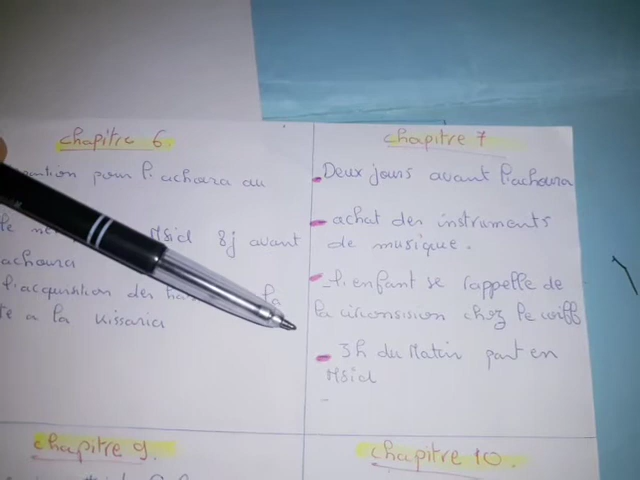 chapitre 6.
pour l'achoura au
Msid 8j avant
achoura
l'acquisition des
la
te a la Kissaria
chapitre 7
Deux jours avant l'achoura
achat des instruments
de musique.
l'enfant se rappelle de
la circonsision chez le coiff
3h du Matin part en
Msid
chapitre 9.
chapitre 10.